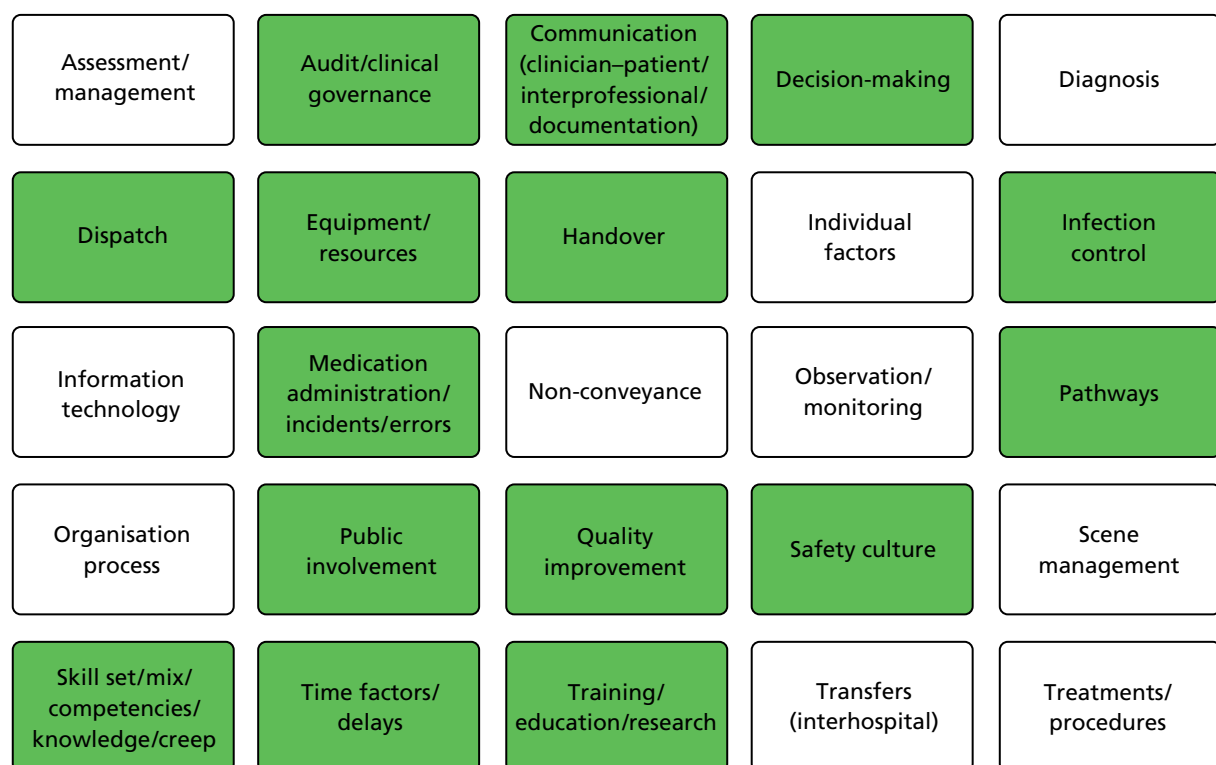 Assessment/
management
Audit/clinical
governance
Communication
(clinician–patient/
interprofessional/
documentation)
Decision-making
Diagnosis
Dispatch
Equipment/
resources
Handover
Individual
factors
Infection
control
Information
technology
Medication
administration/
incidents/errors
Non-conveyance
Observation/
monitoring
Pathways
Organisation
process
Public
involvement
Quality
improvement
Safety culture
Scene
management
Skill set/mix/
competencies/
knowledge/creep
Time factors/
delays
Training/
education/research
Transfers
(interhospital)
Treatments/
procedures